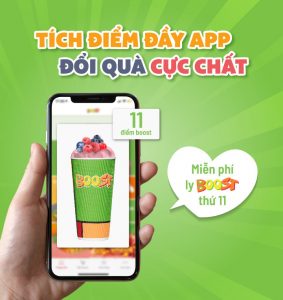 TÍCH ĐIỂM ĐẦY APP
ĐỔI QUÀ CỰC CHẤT
11
điểm boost
BOOST
Miễn phí
ly BOOST
thứ 11